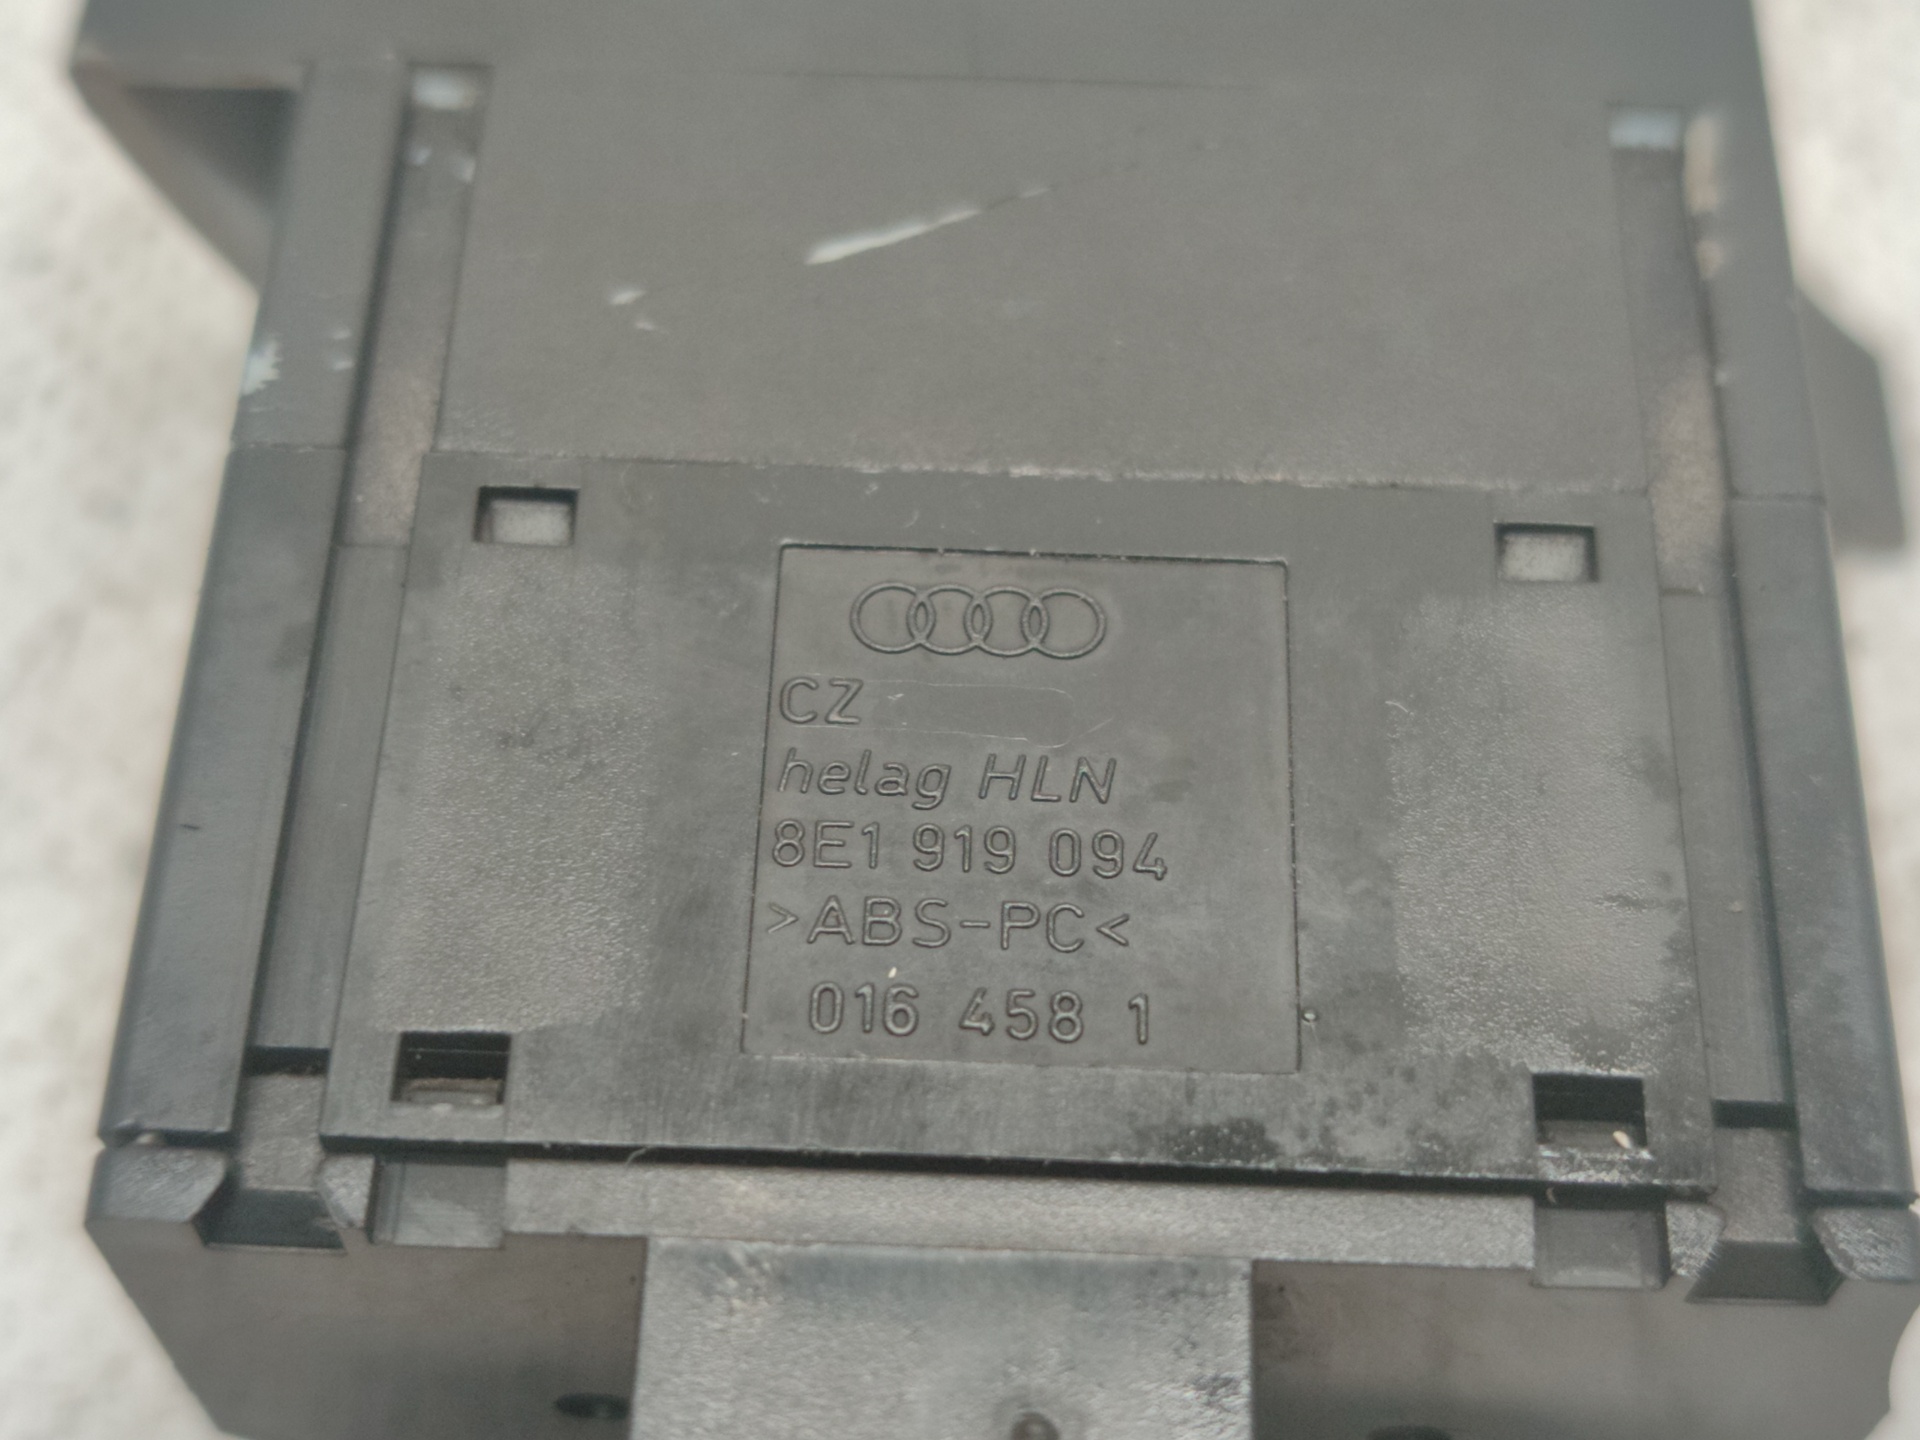 CZ
helag HLN
8E1 919 094
>ABS-PC<
016 458 1